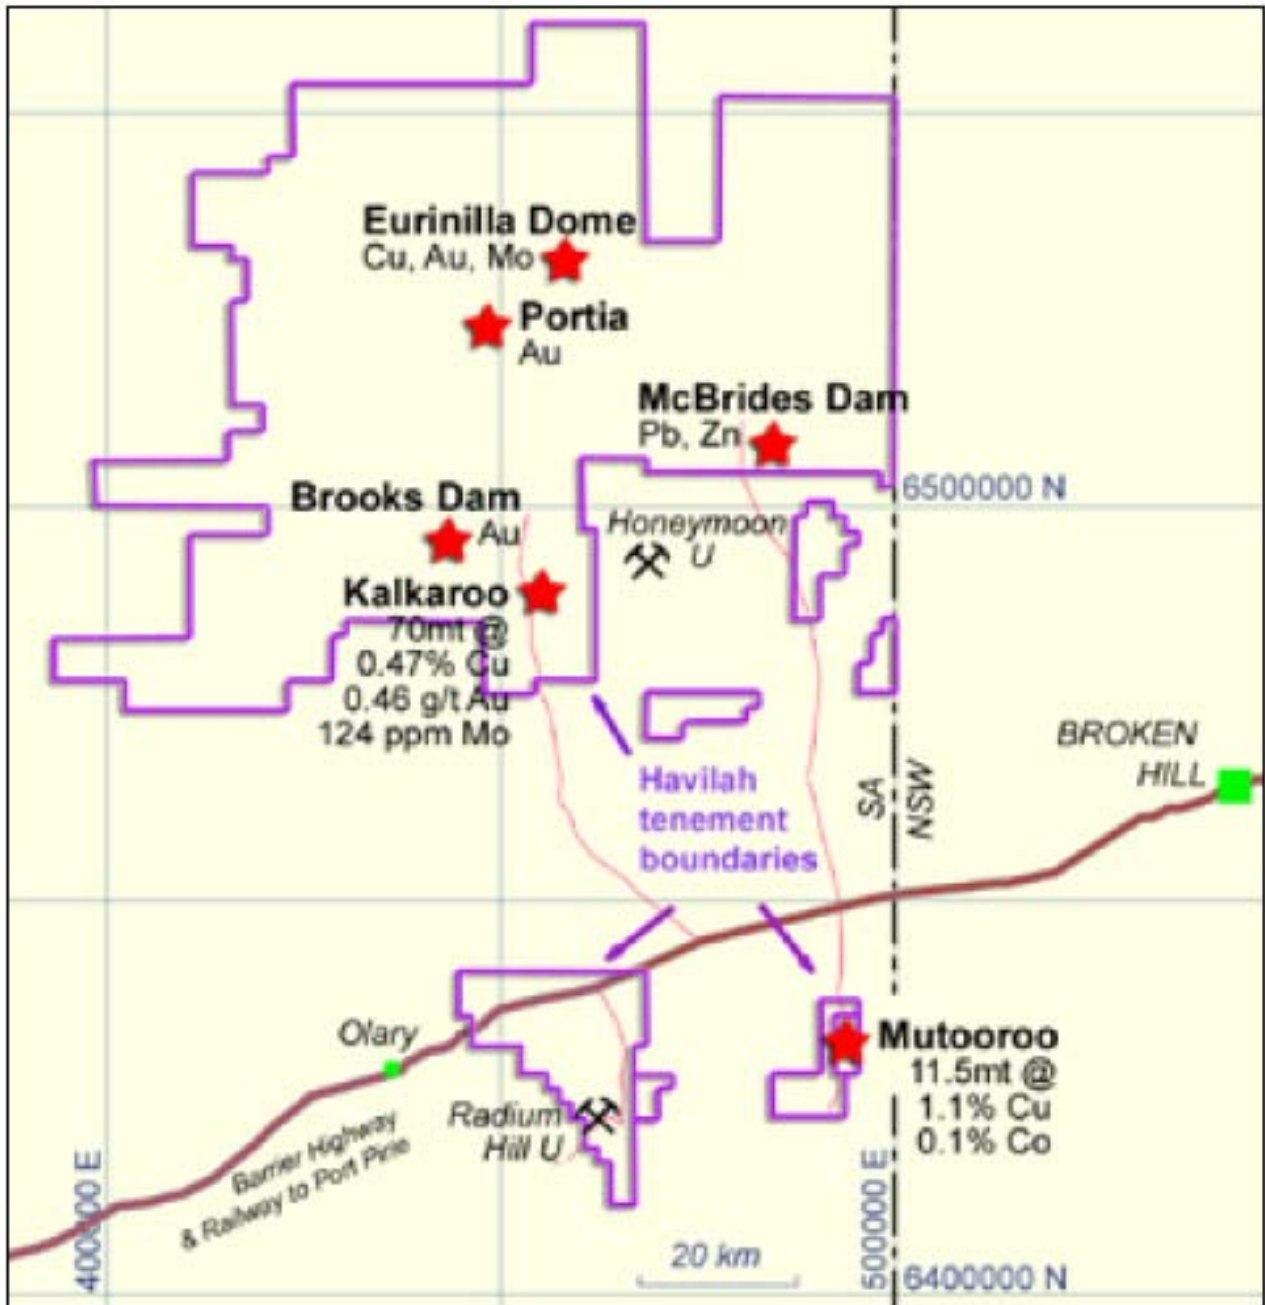 Eurinilla Dome
Cu, Au, Mo
Portia
Au
McBrides Dam
Pb, Zn
6500000 N
Brooks Dam
Au
Honeymoon
U
Kalkaroo
70mt @
0.47% Cu
0.46 g/t Au
124 ppm Mo
BROKEN
HILL
Havilah
tenement
boundaries
SA
NSW
Olary
Mutooroo
11.5mt @
1.1% Cu
0.1% Co
Radium
Hill U
Barrier Highway
& Railway to Port Pirie
400000 E
500000 E
20 km
6400000 N